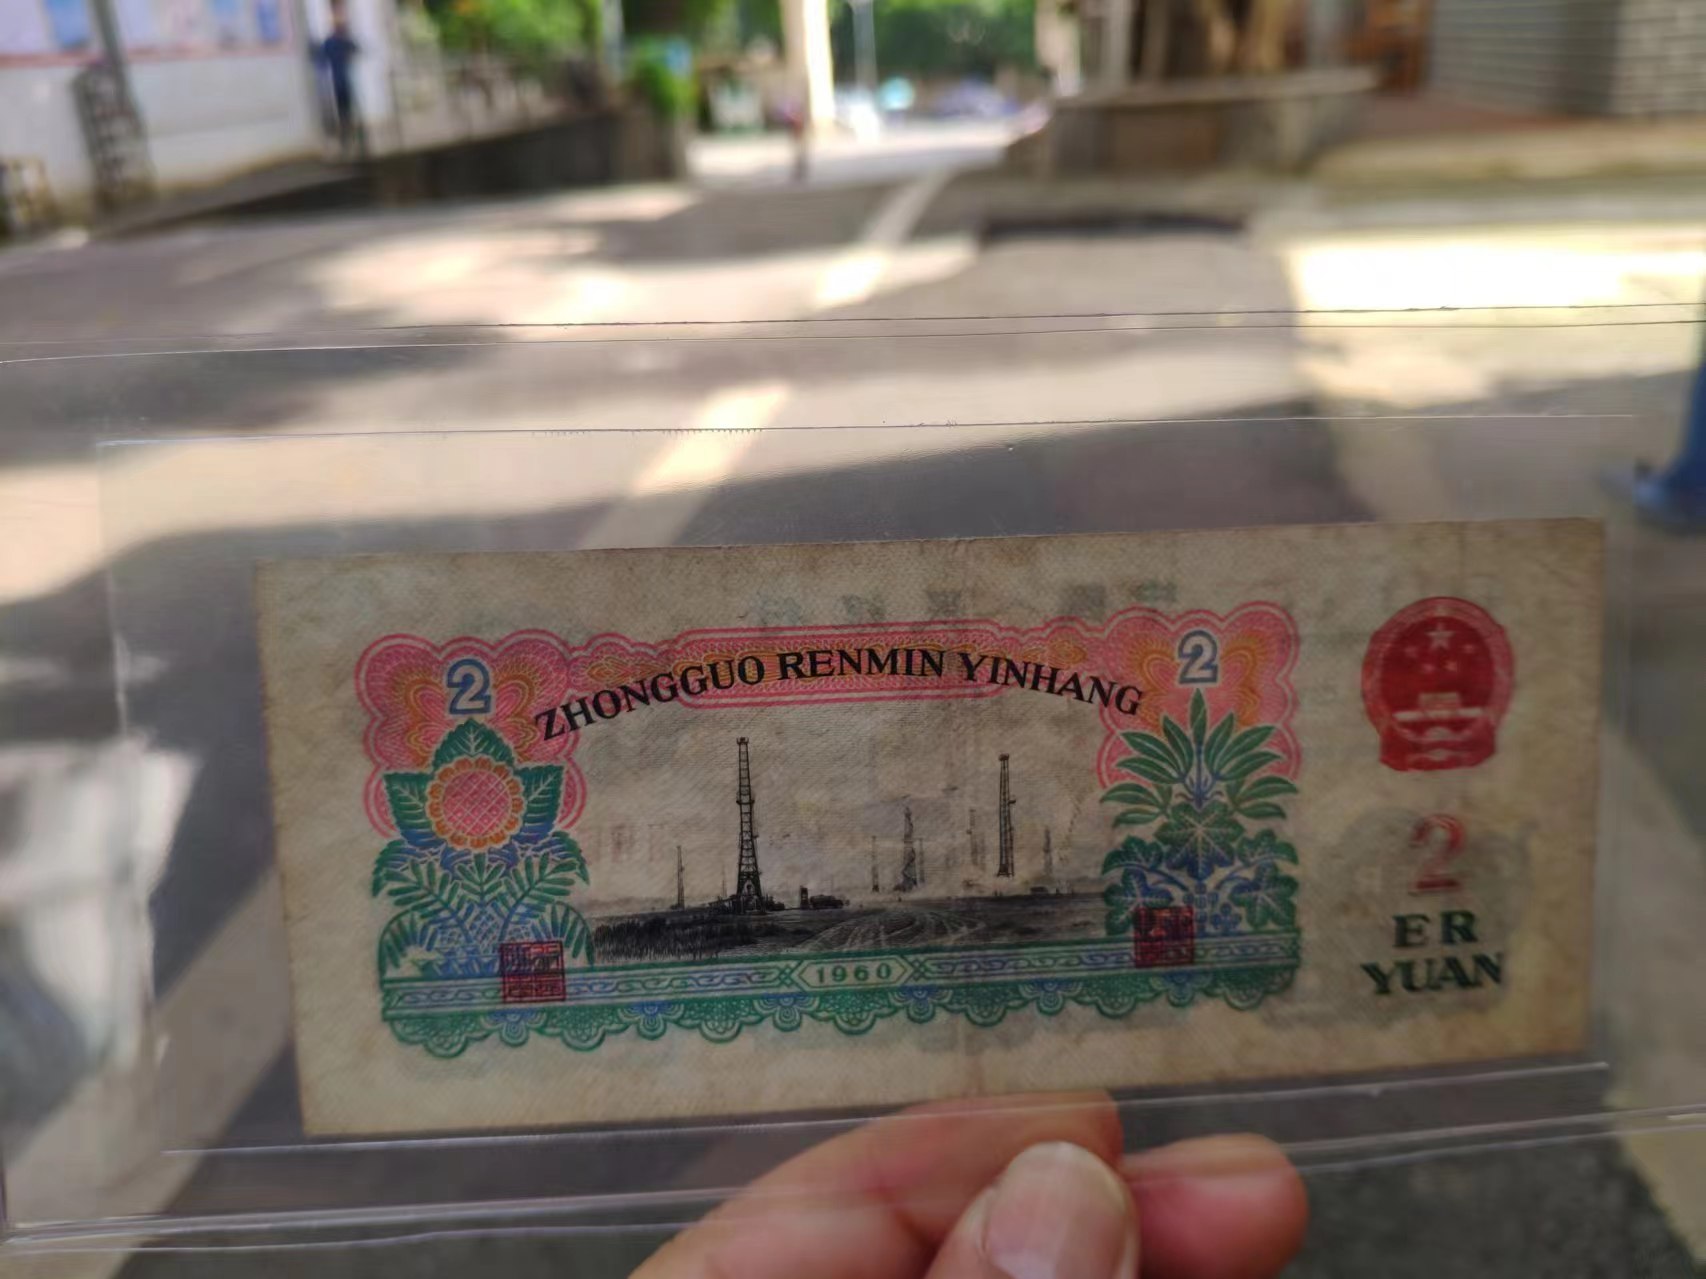 2
2
ZHONGGUO RENMIN YINHANG
2
ER
YUAN
1960